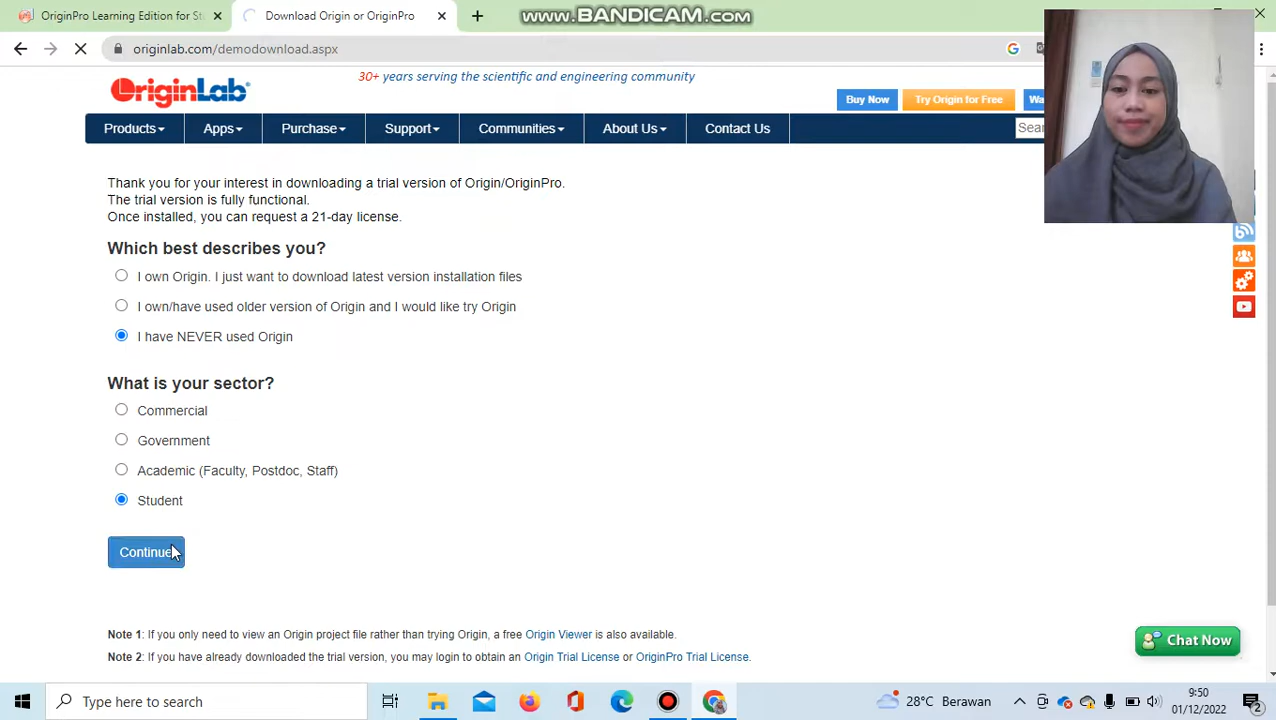 OriginPro Learning Edition for St
Download Origin or OriginPro
www.BANDICAM.com
originlab.com/demodownload.aspx
OriginLab
30+ years serving the scientific and engineering community
Buy Now
Try Origin for Free
Products
Apps
Purchase
Support
Communities
About Us
Contact Us
Thank you for your interest in downloading a trial version of Origin/OriginPro.
The trial version is fully functional.
Once installed, you can request a 21-day license.
Which best describes you?
I own Origin. I just want to download latest version installation files
I own/have used older version of Origin and I would like try Origin
I have NEVER used Origin
What is your sector?
Commercial
Government
Academic (Faculty, Postdoc, Staff)
Student
Continue
Note 1: If you only need to view an Origin project file rather than trying Origin, a free Origin Viewer is also available.
Note 2: If you have already downloaded the trial version, you may login to obtain an Origin Trial License or OriginPro Trial License.
Chat Now
Type here to search
28°C Berawan
9:50
01/12/2022
2